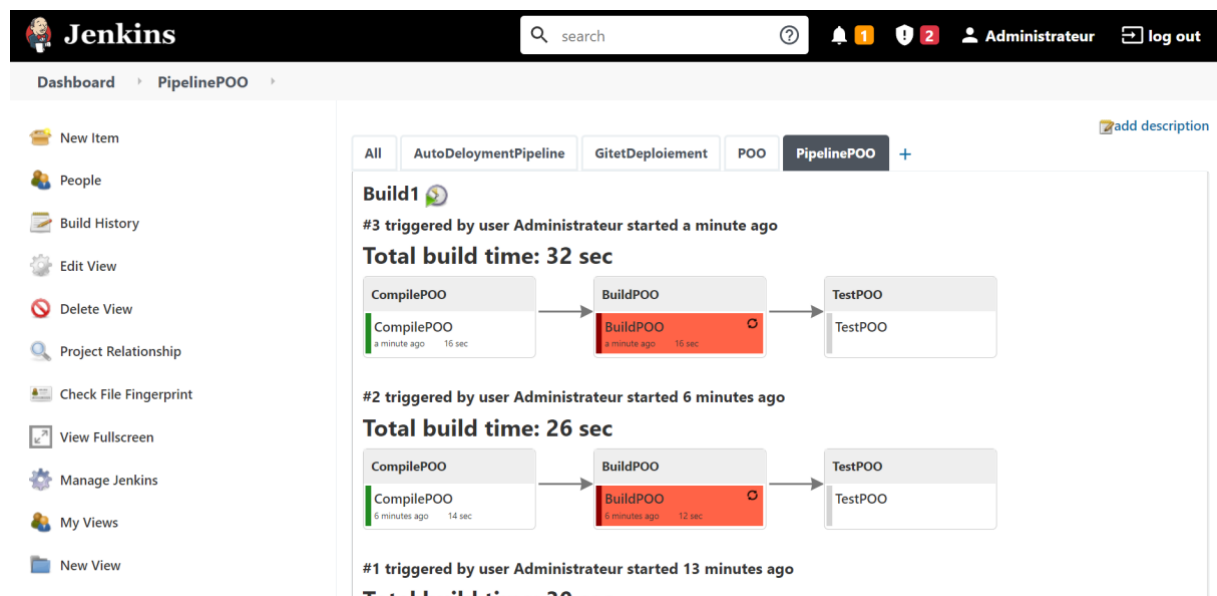 Jenkins
search
1
2
Administrateur
log out
Dashboard
PipelinePOO
New Item
People
Build History
Edit View
Delete View
Project Relationship
Check File Fingerprint
View Fullscreen
Manage Jenkins
My Views
New View
add description
All AutoDeloymentPipeline GitetDeploiement POO PipelinePOO +
Build1
#3 triggered by user Administrateur started a minute ago
Total build time: 32 sec
CompilePOO
CompilePOO
a minute ago 16 sec
BuildPOO
BuildPOO
a minute ago 16 sec
TestPOO
TestPOO
#2 triggered by user Administrateur started 6 minutes ago
Total build time: 26 sec
CompilePOO
CompilePOO
6 minutes ago 14 sec
BuildPOO
BuildPOO
6 minutes ago 12 sec
TestPOO
TestPOO
#1 triggered by user Administrateur started 13 minutes ago
Total build time: